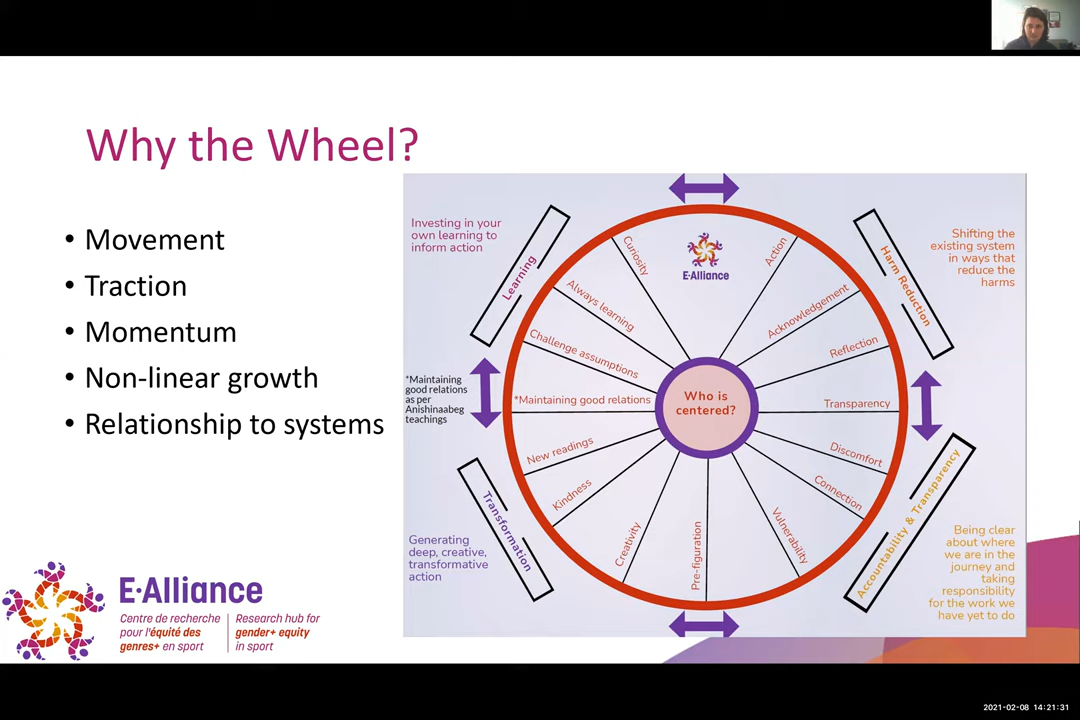 Why the Wheel?
• Movement
• Traction
• Momentum
• Non-linear growth
• Relationship to systems
Investing in your
own learning to
inform action
Learning
Curiosity
E·Alliance
Action
Harm Reduction
Shifting the
existing system
in ways that
reduce the
harms
Always learning
Acknowledgement
Challenge assumptions
Reflection
*Maintaining
good relations
as per
Anishinaabeg
teachings
*Maintaining good relations
Who is
centered?
Transparency
New readings
Discomfort
Kindness
Connection
Creativity
Pre-figuration
Vulnerability
Transformation
Generating
deep, creative,
transformative
action
Accountability & Transparency
Being clear
about where
we are in the
journey and
taking
responsibility
for the work we
have yet to do
E·Alliance
Centre de recherche
pour l'équité des
genres+ en sport
Research hub for
gender+ equity
in sport
2021-02-08 14:21:31